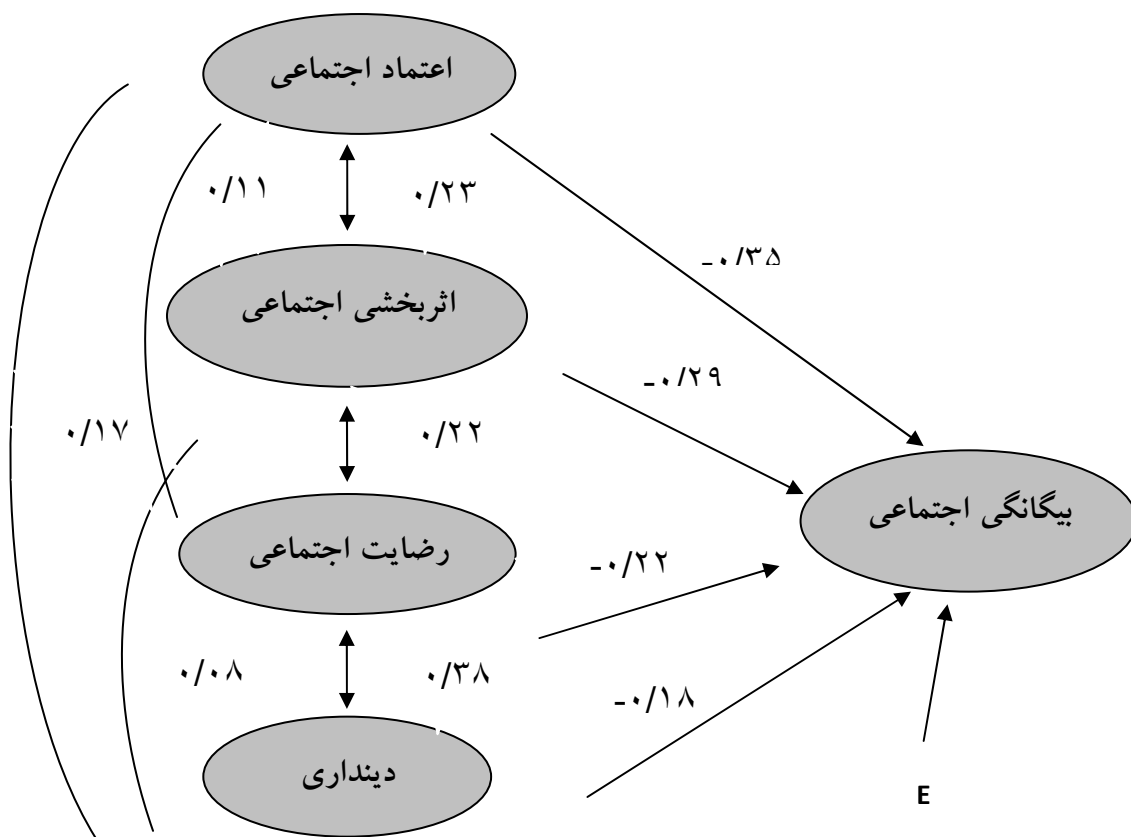 اعتماد اجتماعی
۰/۱۱
۰/۲۳
-۰/۳۵
اثربخشی اجتماعی
-۰/۲۹
۰/۱۷
۰/۲۲
بیگانگی اجتماعی
رضایت اجتماعی
-۰/۲۲
۰/۰۸
۰/۳۸
-۰/۱۸
دینداری
E